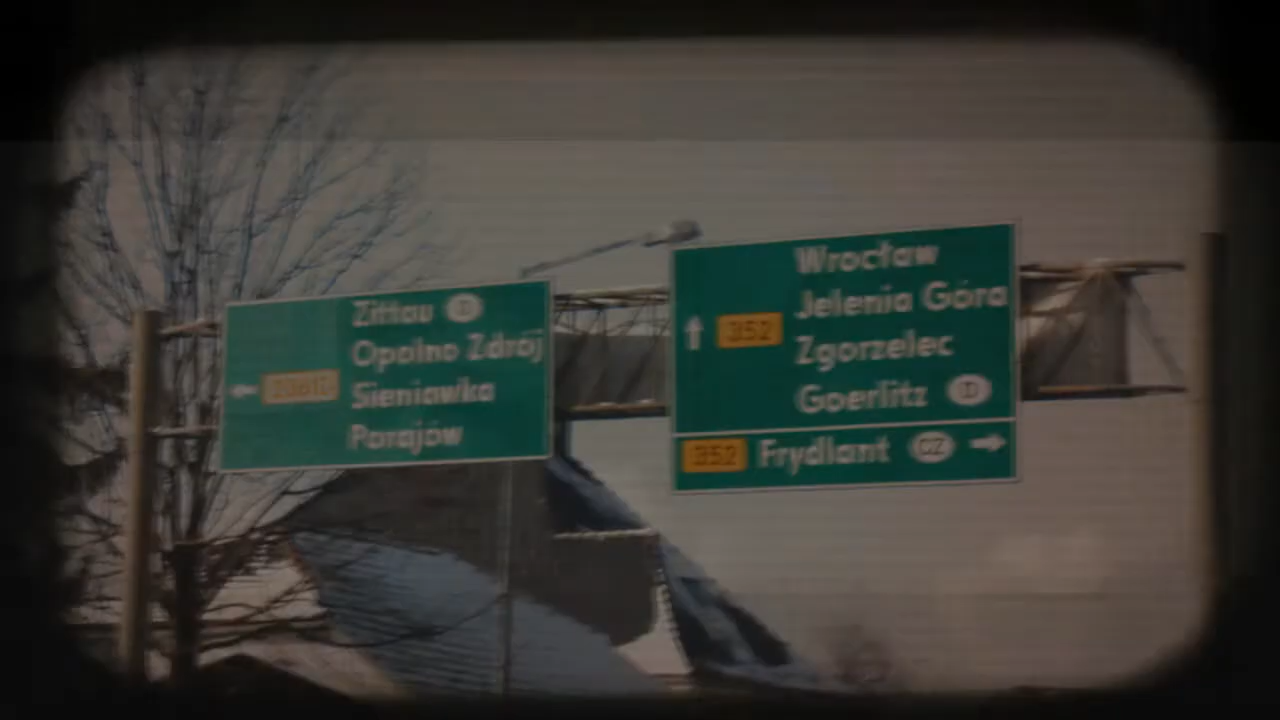 Zittau D
Opolno Zdrój
Sieniawka
Porajów
Wrocław
Jelenia Góra
352
Zgorzelec
Goerlitz D
352 Frydlant CZ